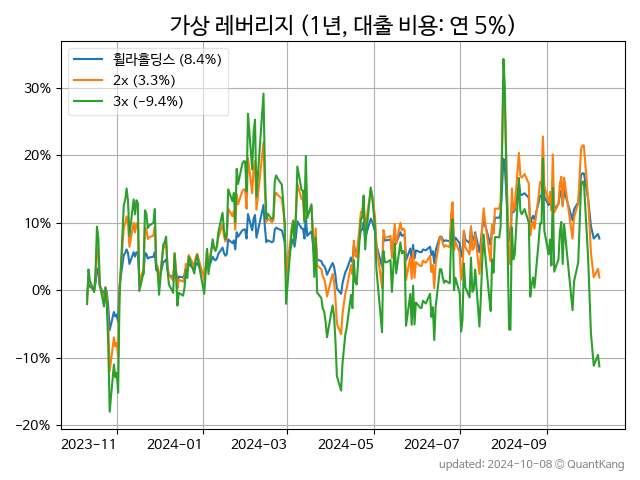 가상 레버리지 (1년, 대출 비용: 연 5%)
휠라홀딩스 (8.4%)
2x (3.3%)
3x (-9.4%)
30%
20%
10%
0%
-10%
-20%
2023-11
2024-01
2024-03
2024-05
2024-07
2024-09
updated: 2024-10-08 © QuantKang